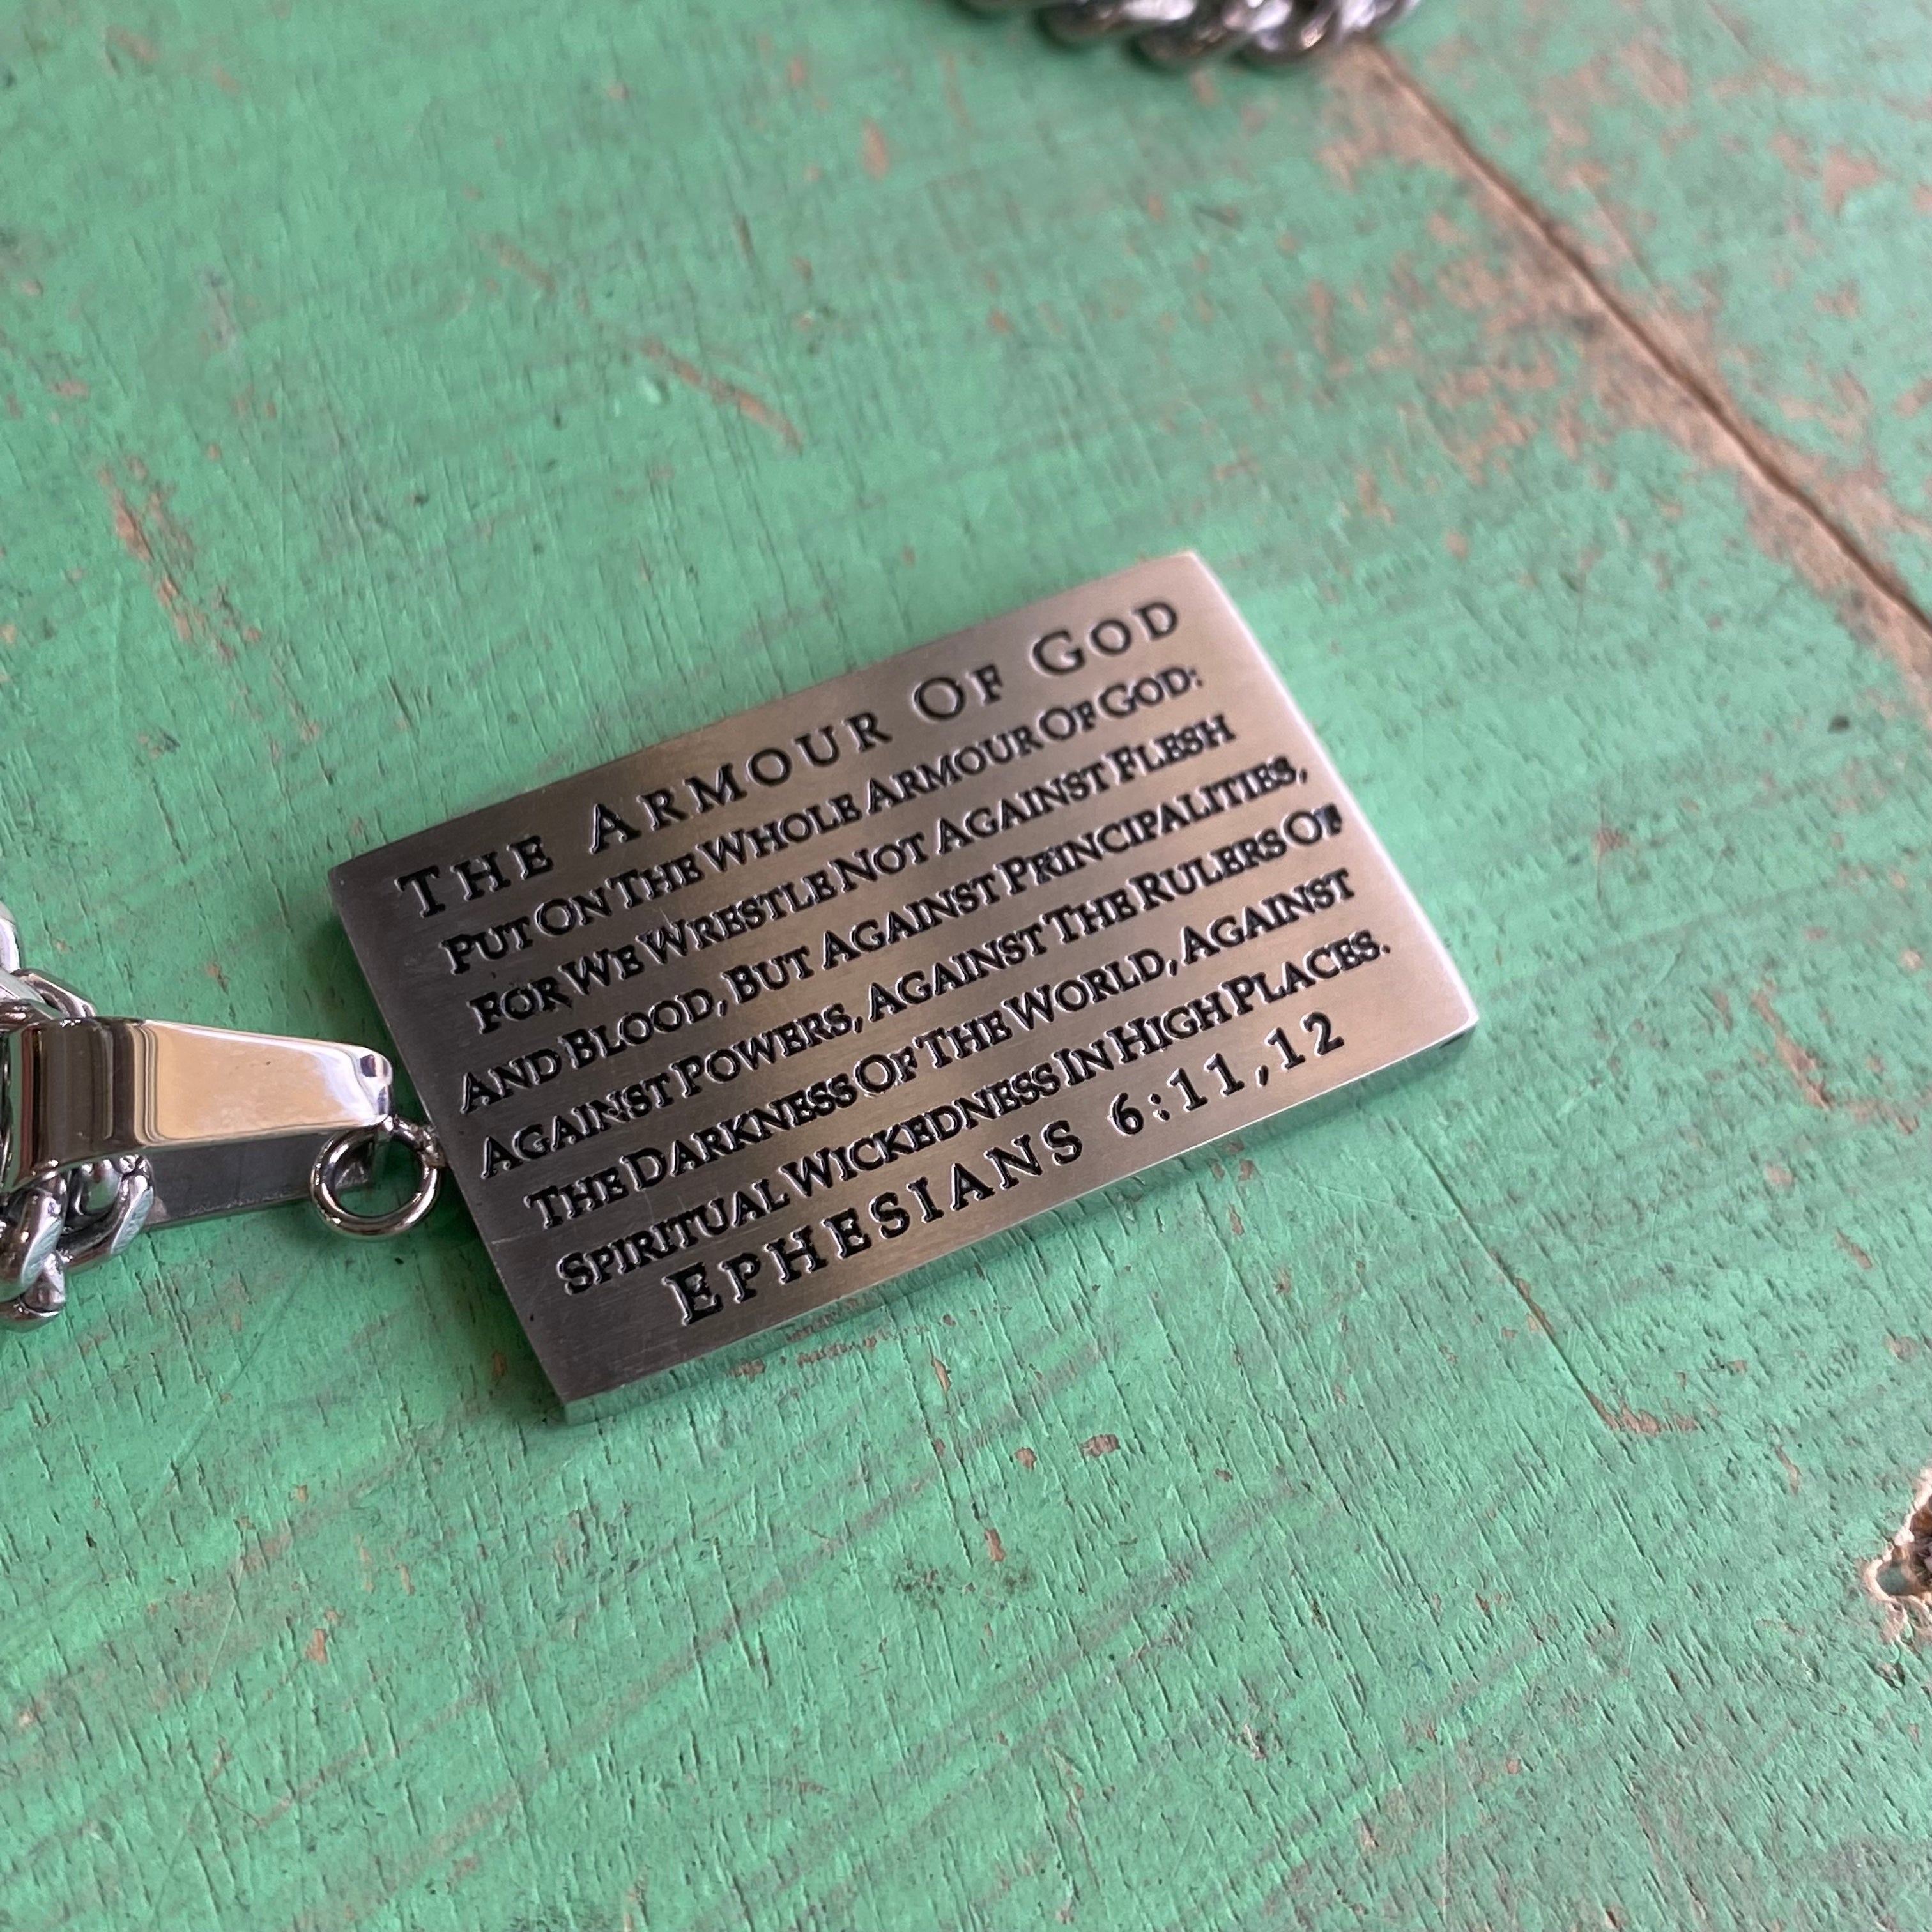 THE ARMOUR OF GOD
PUT ON THE WHOLE ARMOUR OF GOD:
FOR WE WRESTLE NOT AGAINST FLESH
AND BLOOD, BUT AGAINST PRINCIPALITIES,
AGAINST POWERS, AGAINST THE RULERS OF
THE DARKNESS OF THE WORLD, AGAINST
SPIRITUAL WICKEDNESS IN HIGH PLACES.
EPHESIANS 6:11,12